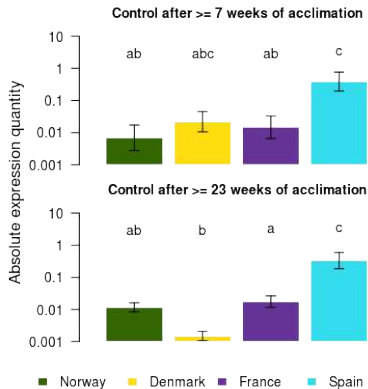 Control after >= 7 weeks of acclimation
10
1
0.1
0.01
0.001
ab abc ab c
Absolute expression quantity
Control after >= 23 weeks of acclimation
10
1
0.1
0.01
0.001
ab b a c
Norway Denmark France Spain